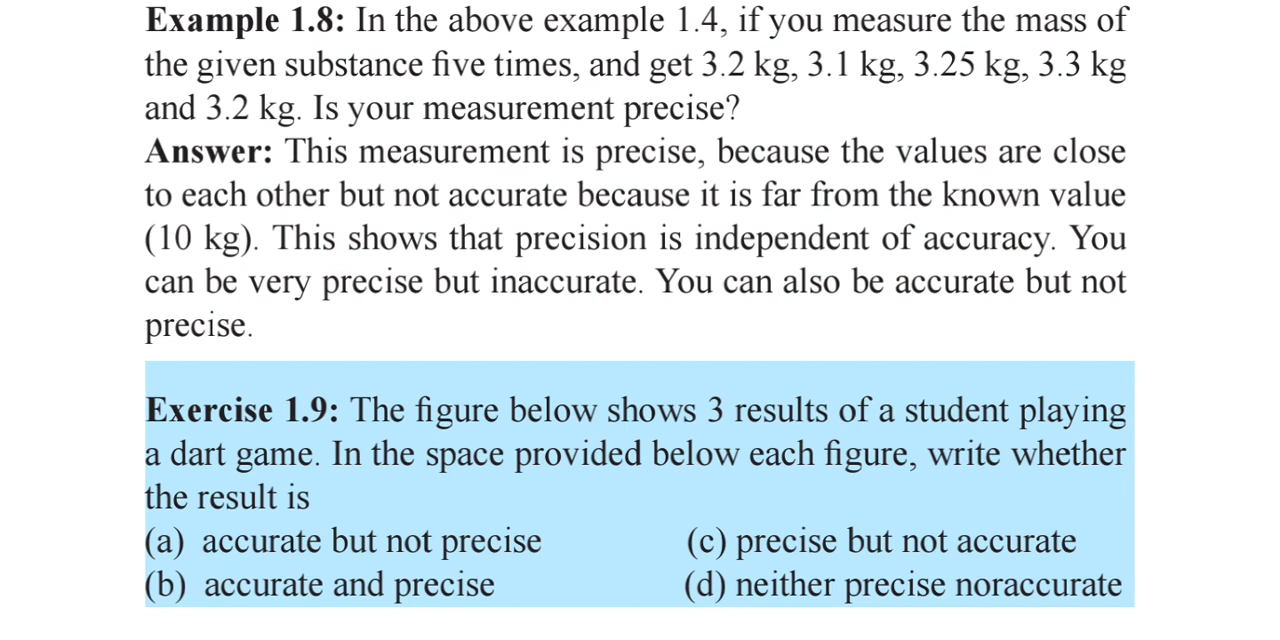 Example 1.8: In the above example 1.4, if you measure the mass of
the given substance five times, and get 3.2 kg, 3.1 kg, 3.25 kg, 3.3 kg
and 3.2 kg. Is your measurement precise?
Answer: This measurement is precise, because the values are close
to each other but not accurate because it is far from the known value
(10 kg). This shows that precision is independent of accuracy. You
can be very precise but inaccurate. You can also be accurate but not
precise.
Exercise 1.9: The figure below shows 3 results of a student playing
a dart game. In the space provided below each figure, write whether
the result is
(a) accurate but not precise (c) precise but not accurate
(b) accurate and precise (d) neither precise noraccurate